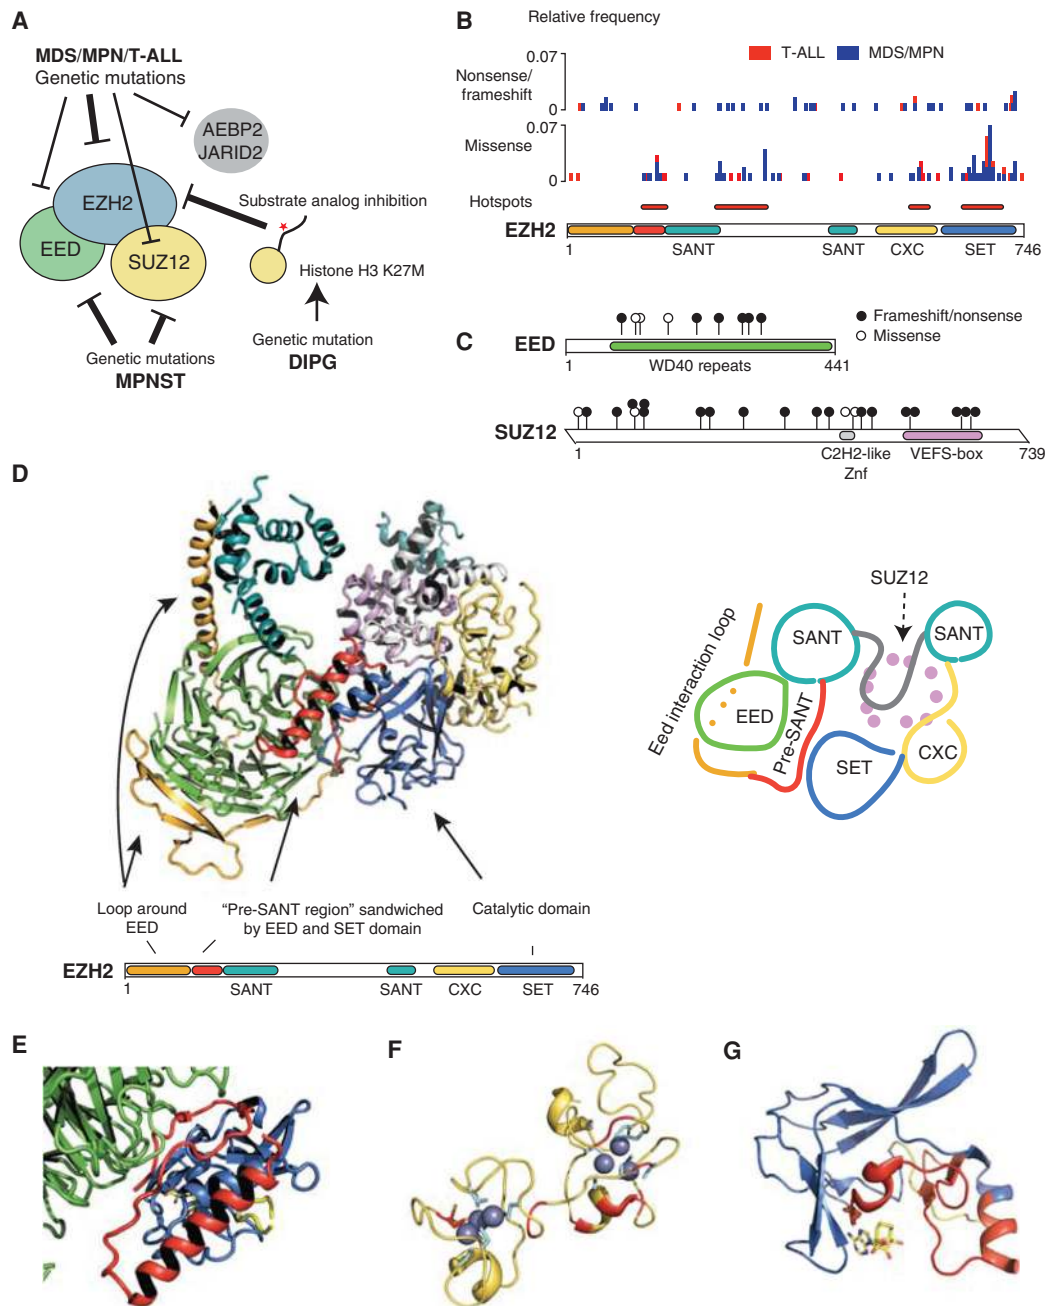 A
MDS/MPN/T-ALL
Genetic mutations
AEBP2
JARID2
EZH2
EED
SUZ12
Substrate analog inhibition
Histone H3 K27M
Genetic mutation
DIPG
Genetic mutations
MPNST
B
Relative frequency
T-ALL
MDS/MPN
0.07
Nonsense/
frameshift
0
0.07
Missense
0
Hotspots
EZH2
1
SANT
SANT
CXC
SET
746
C
Frameshift/nonsense
Missense
EED
1
WD40 repeats
441
SUZ12
1
C2H2-like
Znf
VEFS-box
739
D
Loop around
EED
“Pre-SANT region” sandwiched
by EED and SET domain
Catalytic domain
EZH2
1
SANT
SANT
CXC
SET
746
SUZ12
Eed interaction loop
SANT
SANT
EED
Pre-SANT
SET
CXC
E
F
G